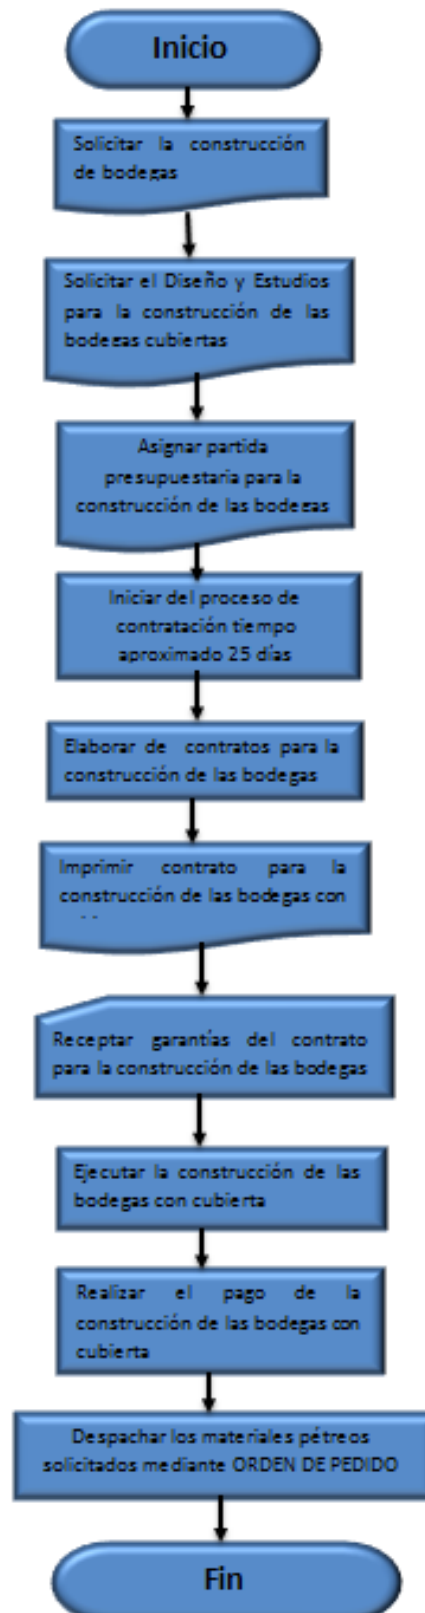 Inicio
Solicitar la construcción
de bodegas
Solicitar el Diseño y Estudios
para la construcción de las
bodegas cubiertas
Asignar partida
presupuestaria para la
construcción de las bodegas
Iniciar del proceso de
contratación tiempo
aproximado 25 días
Elaborar de contratos para la
construcción de las bodegas
Imprimir contrato para la
construcción de las bodegas con
Receptar garantías del contrato
para la construcción de las bodegas
Ejecutar la construcción de las
bodegas con cubierta
Realizar el pago de la
construcción de las bodegas con
cubierta
Despachar los materiales pétreos
solicitados mediante ORDEN DE PEDIDO
Fin